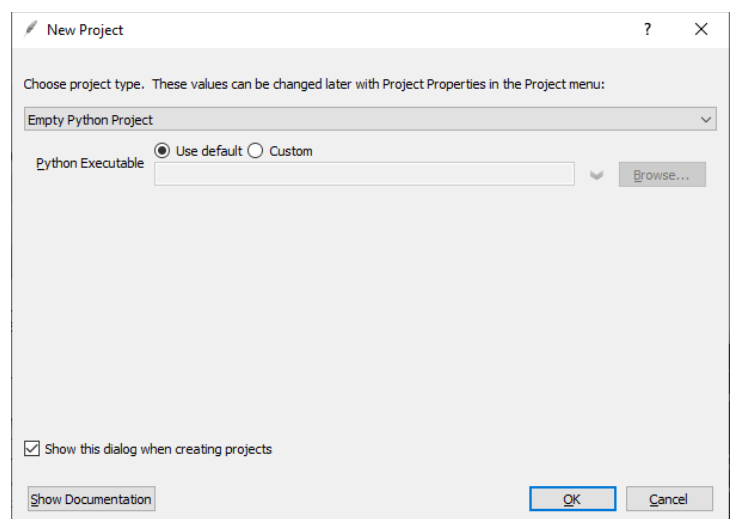 New Project
?
Choose project type. These values can be changed later with Project Properties in the Project menu:
Empty Python Project
Use default Custom
Python Executable
Browse...
Show this dialog when creating projects
Show Documentation OK Cancel